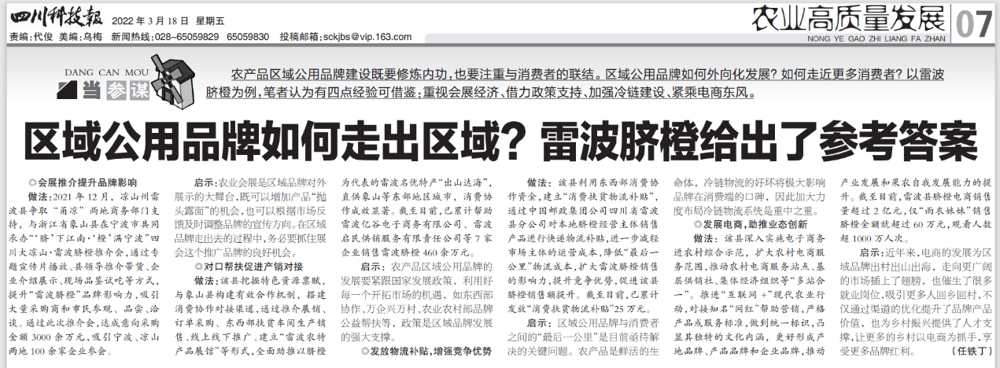 四川科技报 2022年3月18日 星期五
责编:代俊 美编:乌梅 新闻热线:028-65059829 65059830 投稿邮箱:sckjbs@vip.163.com
农业高质量发展
NONG YE GAO ZHI LIANG FA ZHAN
07
DANG CAN MOU
当参谋
农产品区域公用品牌建设既要修炼内功,也要注重与消费者的联结。区域公用品牌如何外向化发展?如何走近更多消费者?以雷波
脐橙为例,笔者认为有四点经验可借鉴:重视会展经济、借力政策支持、加强冷链建设、紧乘电商东风。
区域公用品牌如何走出区域?雷波脐橙给出了参考答案
◎会展推介提升品牌影响
做法:2021年12月,凉山州雷
波县争取“甬凉”两地商务部门支
持,与浙江省象山县在宁波市共同
承办“‘脐’下江南·‘橙’满宁波”四
川大凉山·雷波脐橙推介会,通过专
题宣传片播放、县领导推介带货、企
业介绍展示、现场品鉴试吃等方式,
提升“雷波脐橙”品牌影响力,吸引
大量采购商和市民参观、品尝、洽
谈。通过此次推介会,达成意向采购
金额3000余万元,吸引宁波、凉山
两地100余家企业参会。
启示:农业会展是区域品牌对外
展示的大舞台,既可以增加产品“抛
头露面”的机会,也可以根据市场反
馈及时调整品牌的宣传方向。在区域
品牌走出去的过程中,务必要抓住展
会这个推广品牌的良好机会。
◎对口帮扶促进产销对接
做法:该县挖掘特色资源禀赋,
与象山县构建有效合作机制,搭建
消费协作对接渠道,通过推介展销、
订单采购、东西部扶贫车间生产销
售、线上线下推广、建立“雷波农特
产品展馆”等形式,全面助推以脐橙
为代表的雷波名优特产“出山达海”,
直供象山等东部地区城市,消费协
作成效显著。截至目前,已累计帮助
雷波亿谷电子商务有限公司、雷波
启民供销服务有限责任公司等7家
企业销售雷波脐橙460余万元。
启示:农产品区域公用品牌的
发展要紧跟国家发展政策,利用好
每一个开拓市场的机遇,如东西部
协作、万企兴万村、农业农村部品牌
公益帮扶等,政策是区域品牌发展
的强大支撑。
◎发放物流补贴,增强竞争优势
做法:该县利用东西部消费协
作资金,建立“消费扶贫物流补贴”,
通过中国邮政集团公司四川省雷波
县分公司对本地脐橙经营主体销售
产品进行快递物流补贴,进一步减轻
市场主体的运营成本,降低“最后一
公里”物流成本,扩大雷波脐橙销售
的影响力,提升竞争优势,促进该县
脐橙销售额提升。截至目前,已累计
发放“消费扶贫物流补贴”25万元。
启示:区域公用品牌与消费者
之间的“最后一公里”是目前亟待解
决的关键问题。农产品是鲜活的生
命体,冷链物流的好坏将极大影响
品牌在消费端的口碑,因此加大力
度布局冷链物流系统是重中之重。
◎发展电商,助推业态创新
做法:该县深入实施电子商务
进农村综合示范,扩大农村电商服
务范围,推动农村电商服务站点、基
层供销社、集体经济组织等“多站合
一”。推进“互联网+”现代农业行
动,对接知名“网红”帮助营销,严格
产品或服务标准,做到统一标识,凸
显其独特的文化内涵,更好形成产
地品牌、产品品牌和企业品牌,推动
产业发展和果农自我发展能力的提
升。截至目前,雷波脐橙电商销售
量超过2亿元,仅“雨衣妹妹”销售
脐橙金额就超过60万元,观看人数
超1000万人次。
启示:近年来,电商的发展为区
域品牌出村出山出海,走向更广阔
的市场插上了翅膀,也催生了很多
就业岗位,吸引更多人回乡回村,不
仅通过渠道的优化提升了品牌产品
价值,也为乡村振兴提供了人才支
撑,让更多的乡村以电商为抓手,享
受更多品牌红利。 (任铁丁)